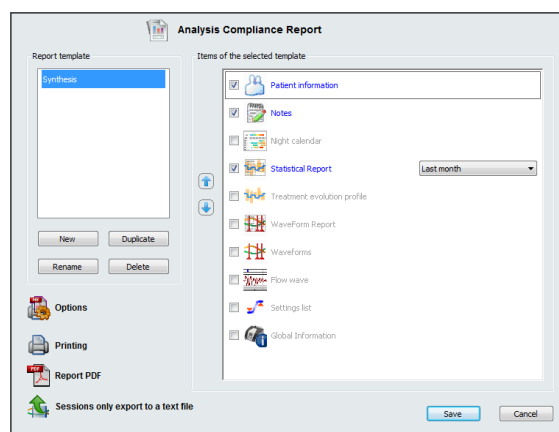 Analysis Compliance Report
Report template
Synthesis
New
Duplicate
Rename
Delete
Options
Printing
PDF
Report PDF
Sessions only export to a text file
Items of the selected template
Patient information
Notes
Night calendar
Statistical Report
Last month
Treatment evolution profile
WaveForm Report
Waveforms
Flow wave
Settings list
Global Information
Save
Cancel